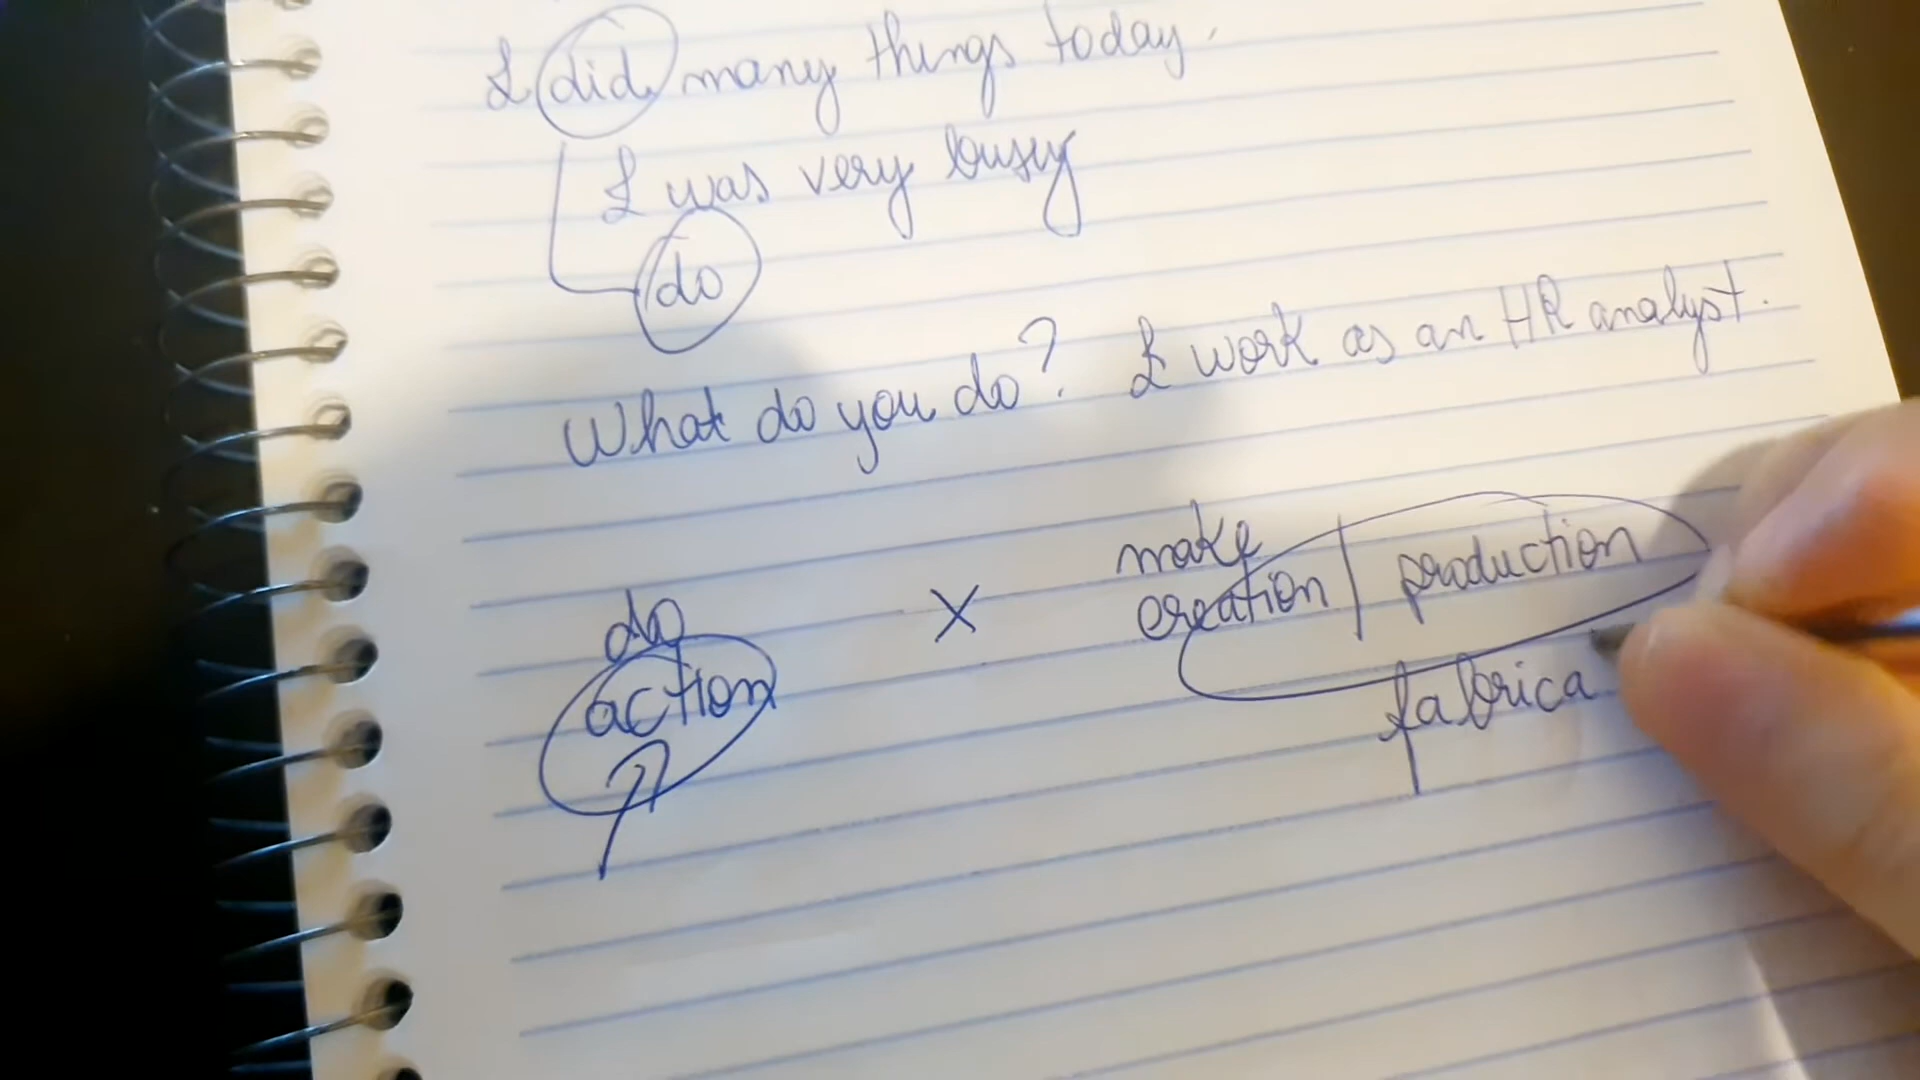 I did many things today.
I was very busy
do
What do you do? I work as an HR analyst.
do X make
action creation | production
fabrica